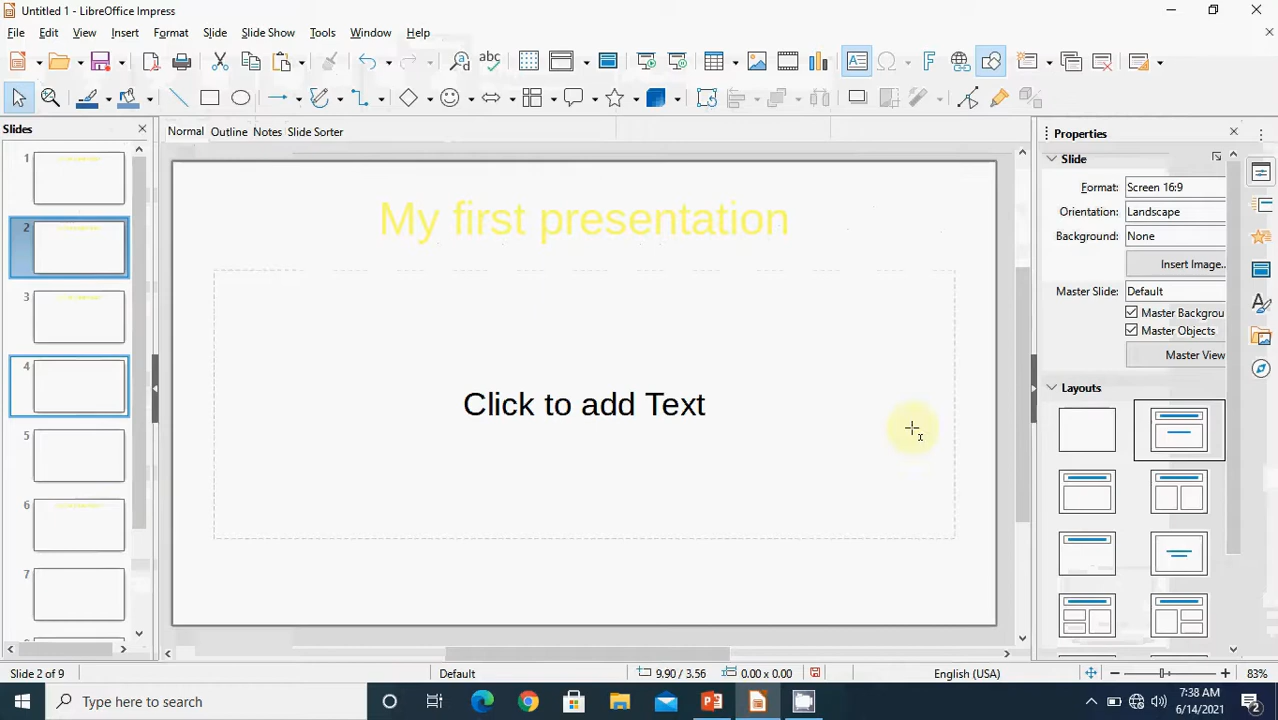 Untitled 1 - LibreOffice Impress
File Edit View Insert Format Slide Slide Show Tools Window Help
Slides
Normal Outline Notes Slide Sorter
Properties
1
2
3
4
5
6
7
My first presentation
Click to add Text
Slide
Format: Screen 16:9
Orientation: Landscape
Background: None
Insert Image..
Master Slide: Default
Master Backgrou
Master Objects
Master View
Layouts
Slide 2 of 9
Default
9.90 / 3.56
0.00 x 0.00
English (USA)
83%
Type here to search
7:38 AM
6/14/2021
2